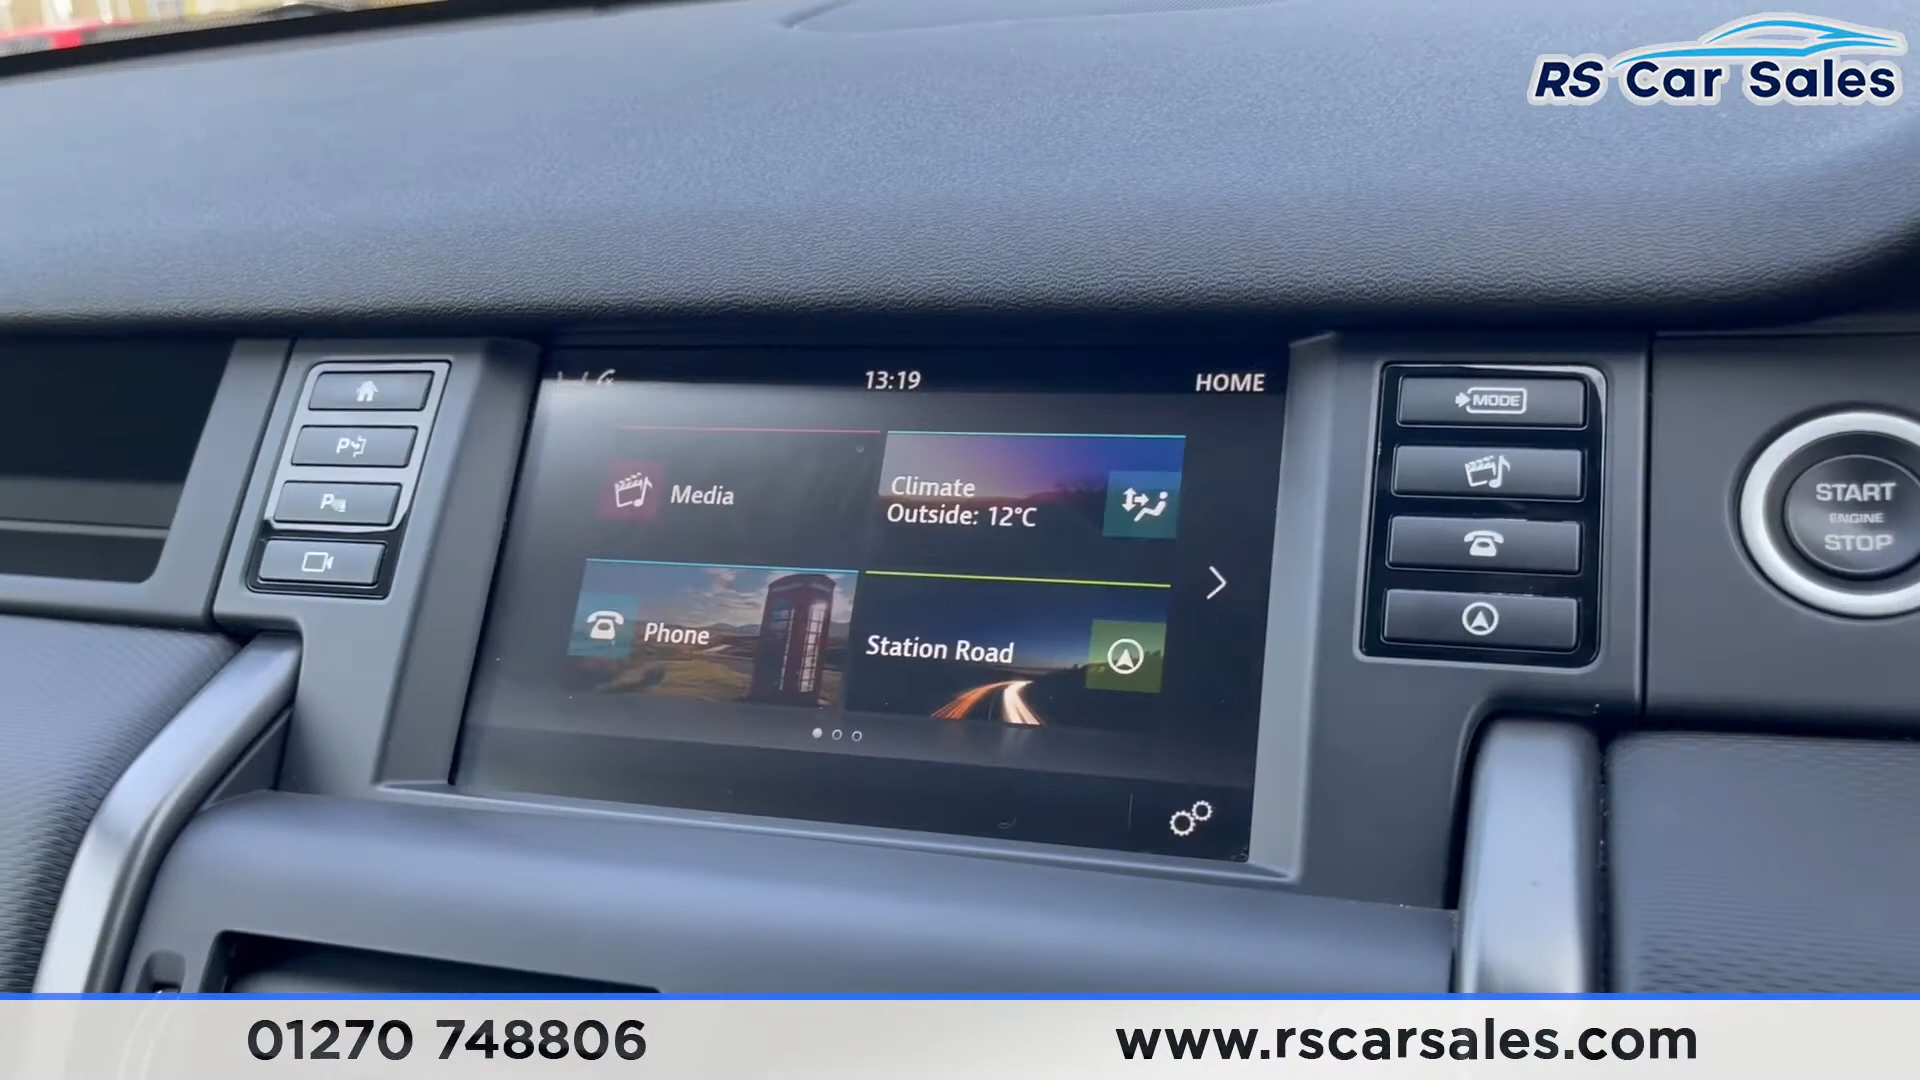 RS Car Sales
13:19
HOME
MODE
Media
Climate
Outside: 12°C
START
ENGINE
STOP
Phone
Station Road
P
P
01270 748806
www.rscarsales.com